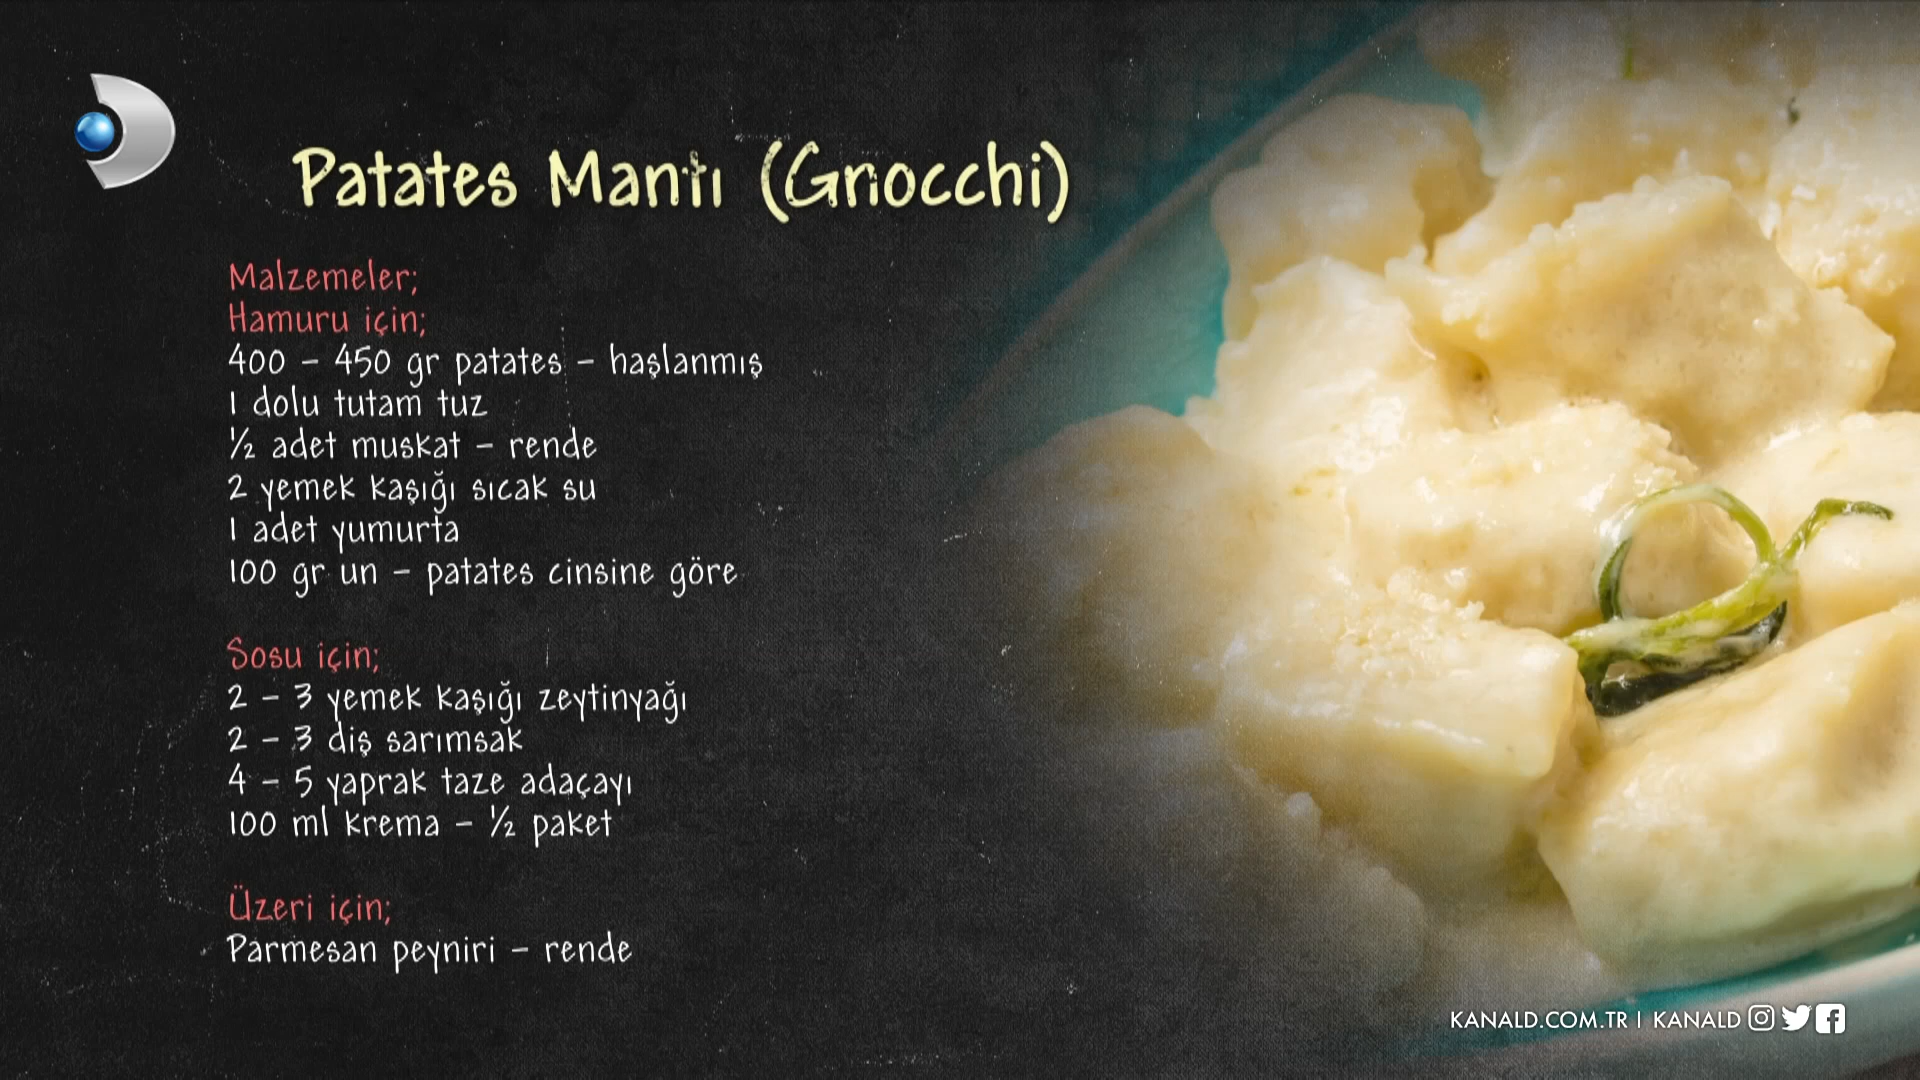 Patates Mantı (Gnocchi)
Malzemeler;
Hamuru için;
400 – 450 gr patates – haşlanmış
1 dolu tutam tuz
½ adet muskat – rende
2 yemek kaşığı sıcak su
1 adet yumurta
100 gr un – patates cinsine göre
Sosu için;
2 – 3 yemek kaşığı zeytinyağı
2 – 3 diş sarımsak
4 – 5 yaprak taze adaçayı
100 ml krema – ½ paket
Üzeri için;
Parmesan peyniri – rende
KANALD.COM.TR | KANALD